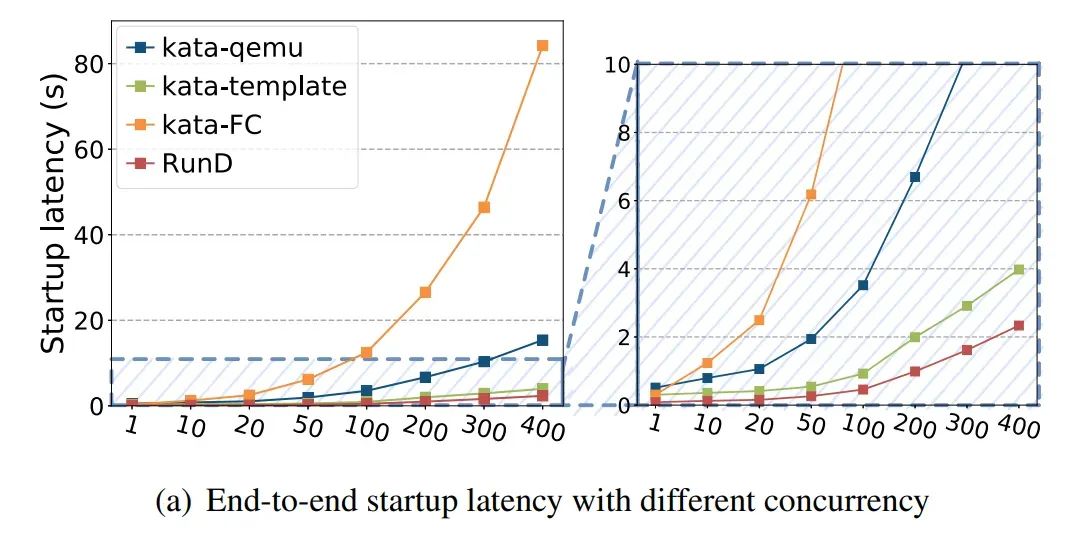 Startup latency (s)
80
60
40
20
0
kata-qemu
kata-template
kata-FC
RunD
1 10 20 50 100 200 300 400
10
8
6
4
2
0
1 10 20 50 100 200 300 400
(a) End-to-end startup latency with different concurrency